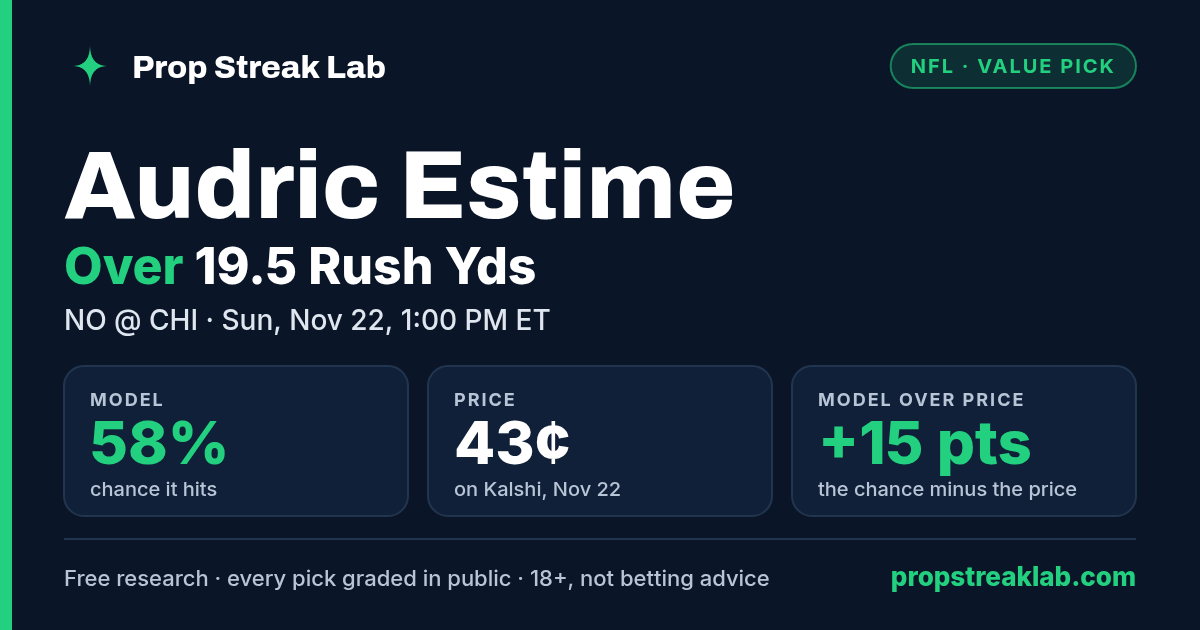 Prop Streak Lab
NFL · VALUE PICK
Audric Estime
Over 19.5 Rush Yds
NO @ CHI · Sun, Nov 22, 1:00 PM ET
MODEL
58%
chance it hits
PRICE
43¢
on Kalshi, Nov 22
MODEL OVER PRICE
+15 pts
the chance minus the price
Free research · every pick graded in public · 18+, not betting advice
propstreaklab.com